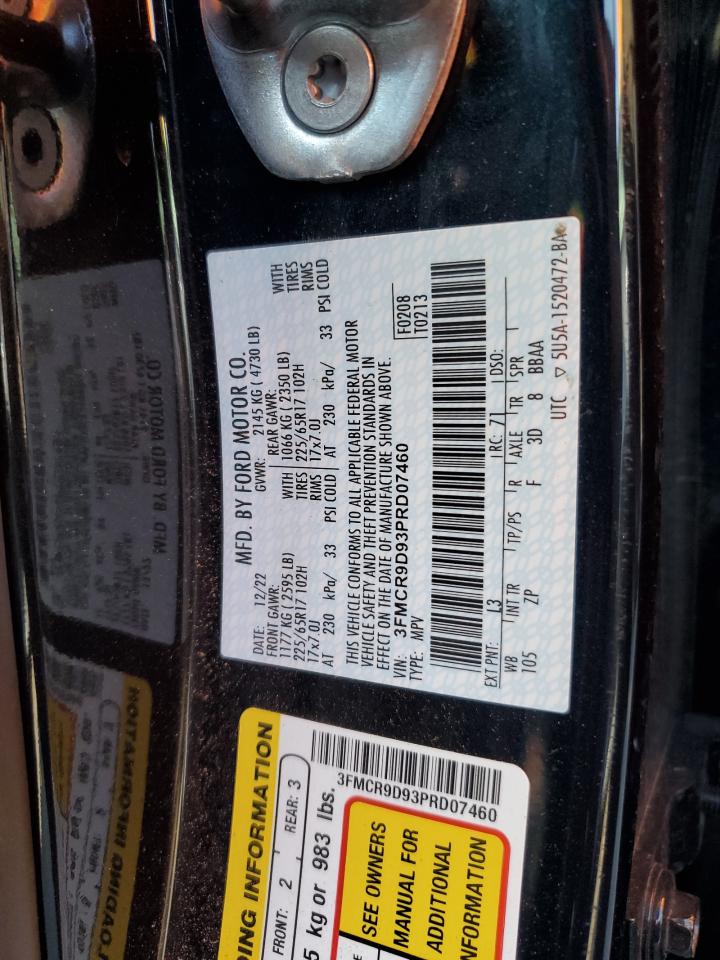 MFD. BY FORD MOTOR CO.
DATE: 12/22 GVWR: 2145 KG ( 4730 LB)
FRONT GAWR: REAR GAWR: WITH
1177 KG ( 2595 LB) WITH 1066 KG ( 2350 LB) TIRES
225/65R17 102H TIRES 225/65R17 102H RIMS
17x7.0J RIMS 17x7.0J
AT 230 kPa/ 33 PSI COLD AT 230 kPa/ 33 PSI COLD
THIS VEHICLE CONFORMS TO ALL APPLICABLE FEDERAL MOTOR
VEHICLE SAFETY AND THEFT PREVENTION STANDARDS IN
EFFECT ON THE DATE OF MANUFACTURE SHOWN ABOVE.
VIN: 3FMCR9D93PRD07460 F0208
TYPE: MPV T0213
EXT PNT: L3 RC: 71 DSO:
WB INT TR TP/PS R AXLE TR SPR
105 ZP F 3D 8 BBAA
UTC ▽ 5U5A-1520472-BA
DING INFORMATION
FRONT: 2 REAR: 3
5 kg or 983 lbs.
3FMCR9D93PRD07460
SEE OWNERS
MANUAL FOR
ADDITIONAL
NFORMATION